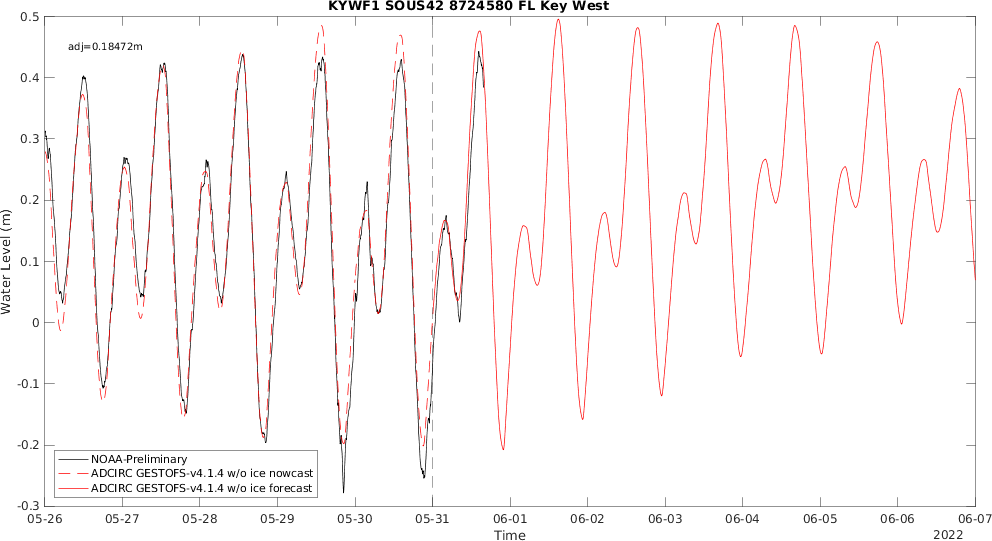 KYWF1 SOUS42 8724580 FL Key West
adj=0.18472m
0.5
0.4
0.3
0.2
0.1
0
-0.1
-0.2
-0.3
Water Level (m)
NOAA-Preliminary
ADCIRC GESTOFS-v4.1.4 w/o ice nowcast
ADCIRC GESTOFS-v4.1.4 w/o ice forecast
05-26 05-27 05-28 05-29 05-30 05-31 06-01 06-02 06-03 06-04 06-05 06-06 06-07
Time
2022